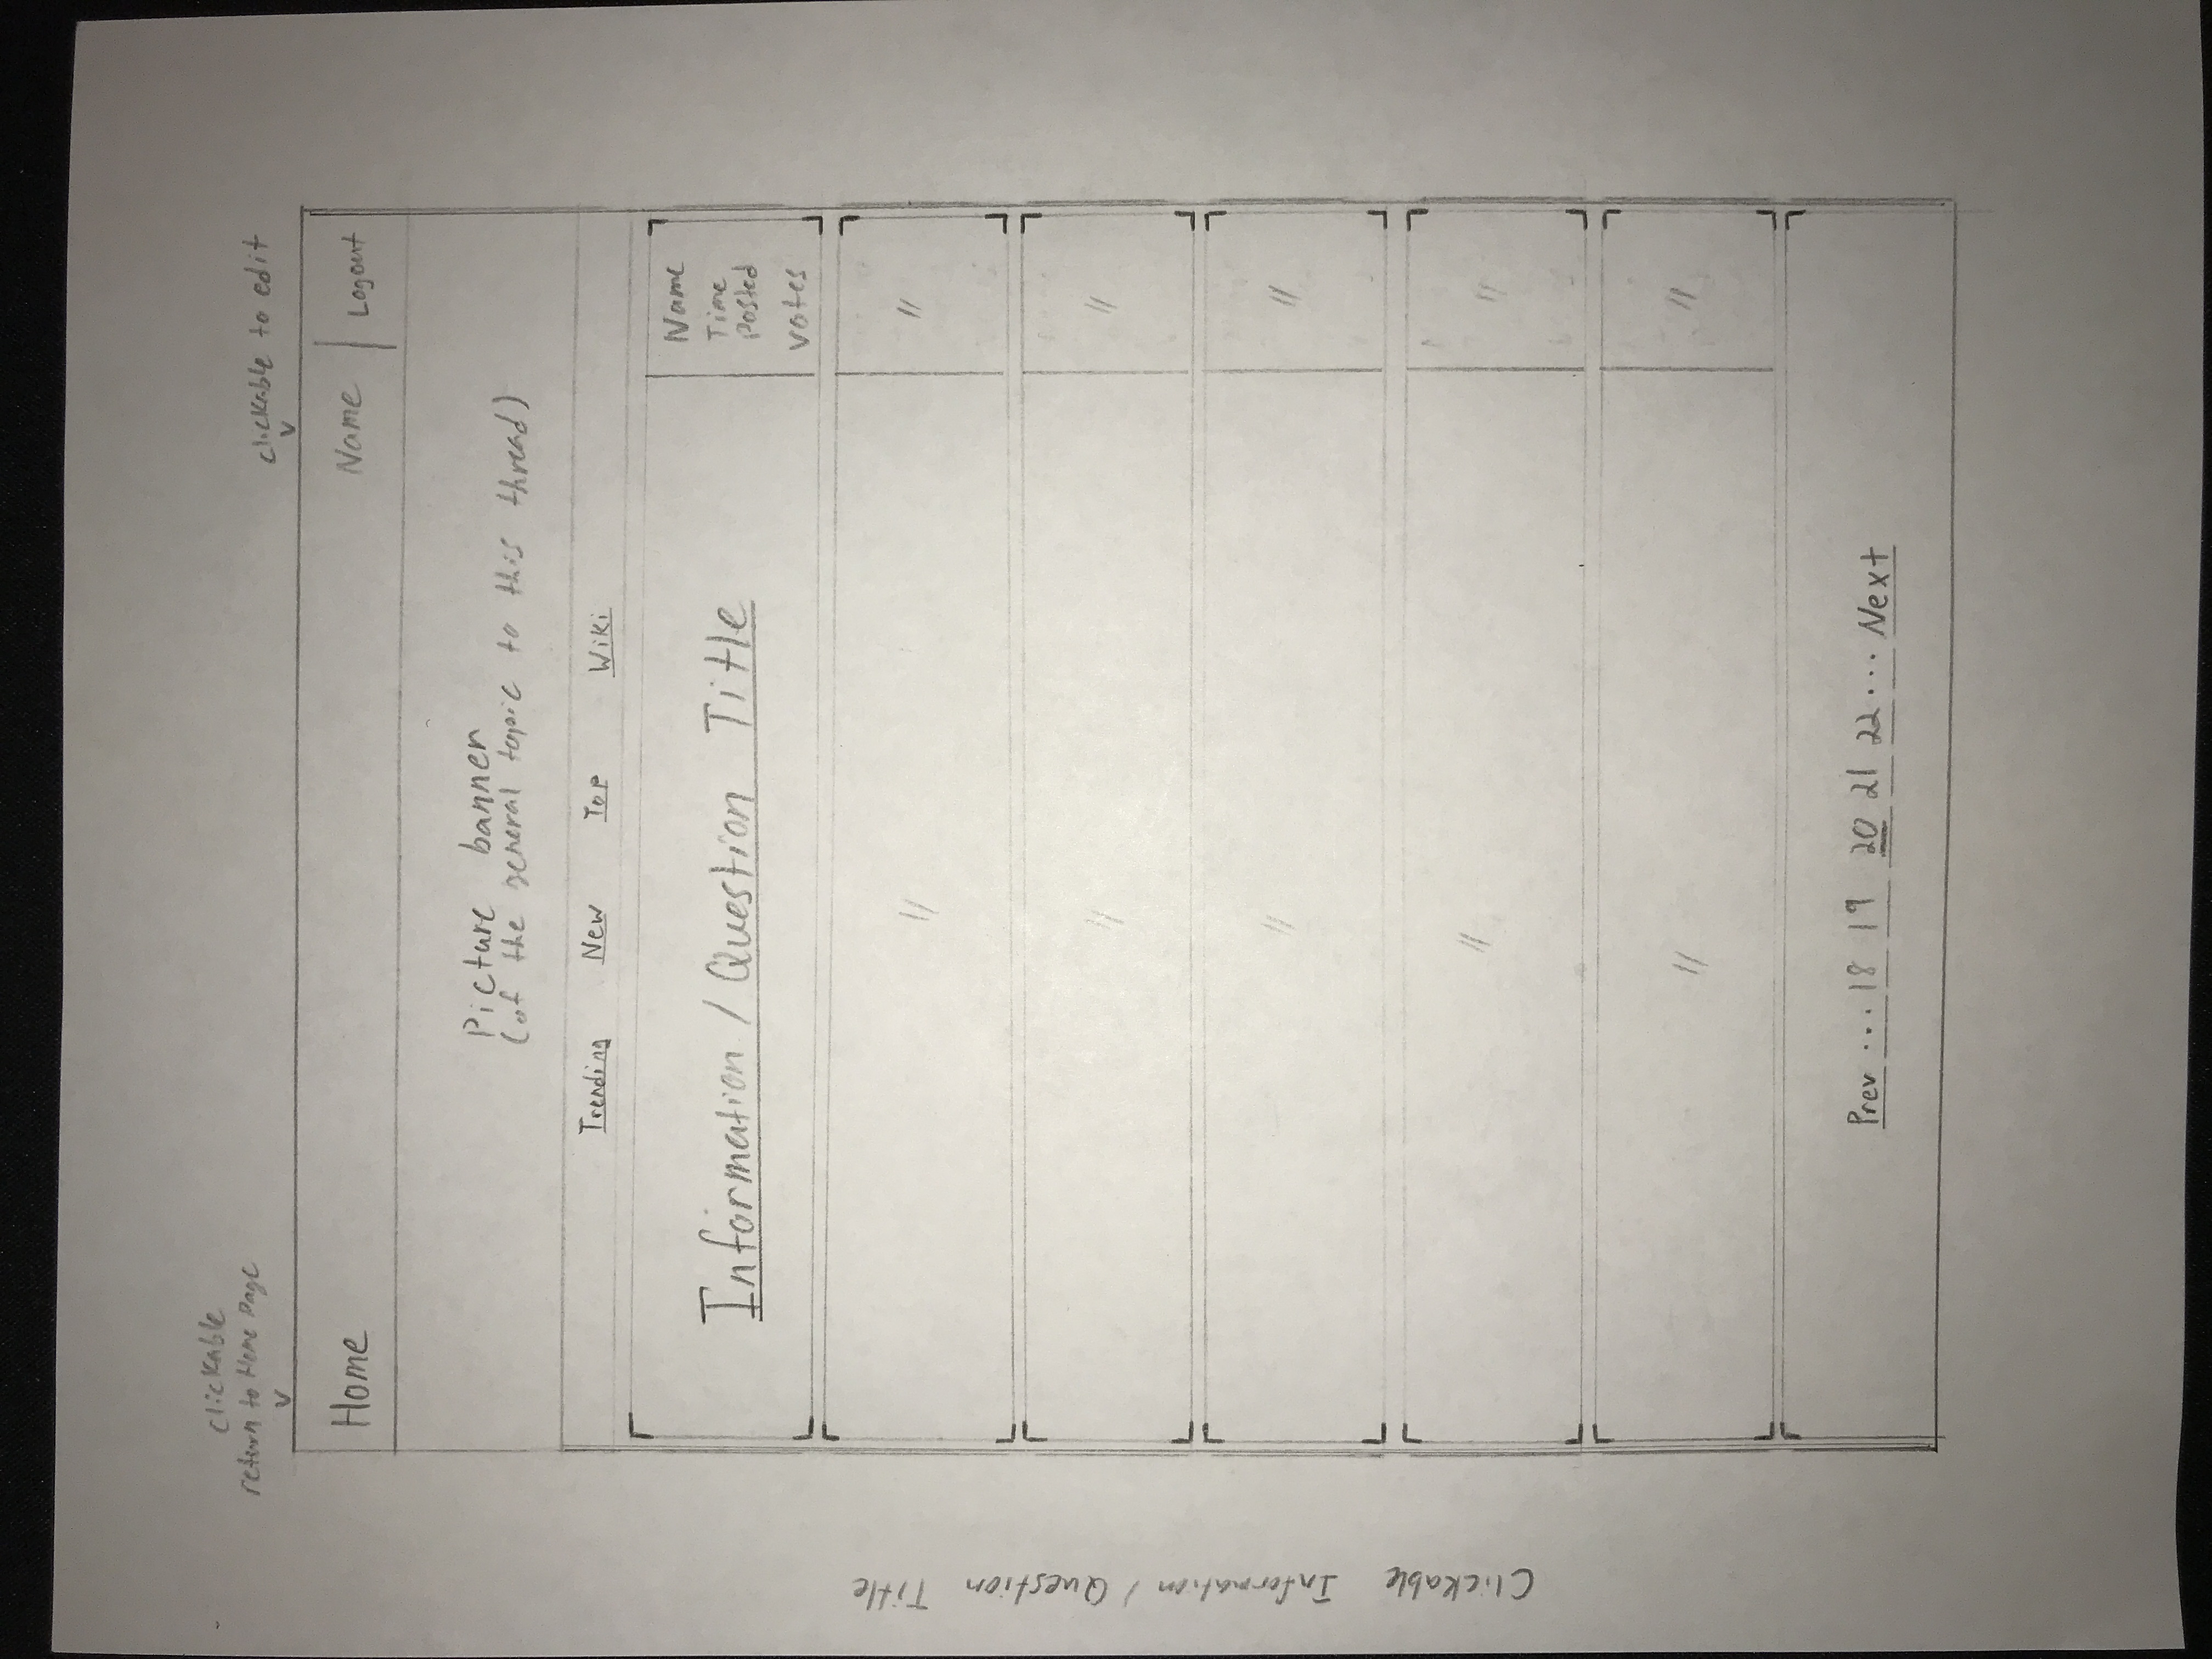 clickable
return to Home Page
v
clickable to edit
v
Home
Name | Logout
Picture banner
(of the general topic to this thread)
Trending New Top Wiki
Information / Question Title
Name
Time
Posted
Votes
〃 〃
〃 〃
〃 〃
〃 〃
〃 〃
Prev ... 18 19 20 21 22 ... Next
Clickable Information / Question Title